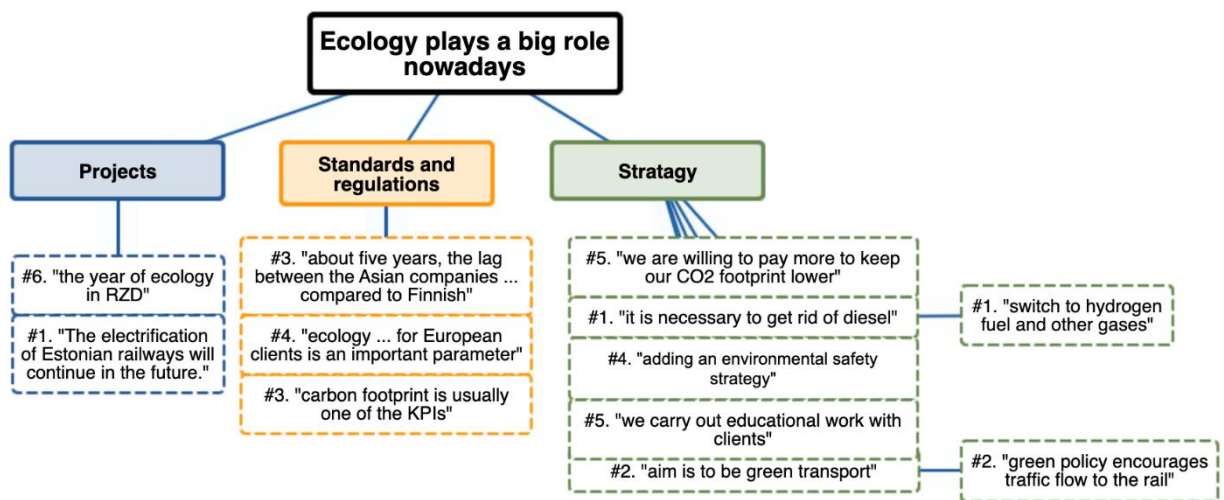 Ecology plays a big role
nowadays
Projects
Standards and
regulations
Stratagy
#6. "the year of ecology
in RZD"
#1. "The electrification
of Estonian railways will
continue in the future."
#3. "about five years, the lag
between the Asian companies ...
compared to Finnish"
#4. "ecology ... for European
clients is an important parameter"
#3. "carbon footprint is usually
one of the KPIs"
#5. "we are willing to pay more to keep
our CO2 footprint lower"
#1. "it is necessary to get rid of diesel"
#4. "adding an environmental safety
strategy"
#5. "we carry out educational work with
clients"
#2. "aim is to be green transport"
#1. "switch to hydrogen
fuel and other gases"
#2. "green policy encourages
traffic flow to the rail"